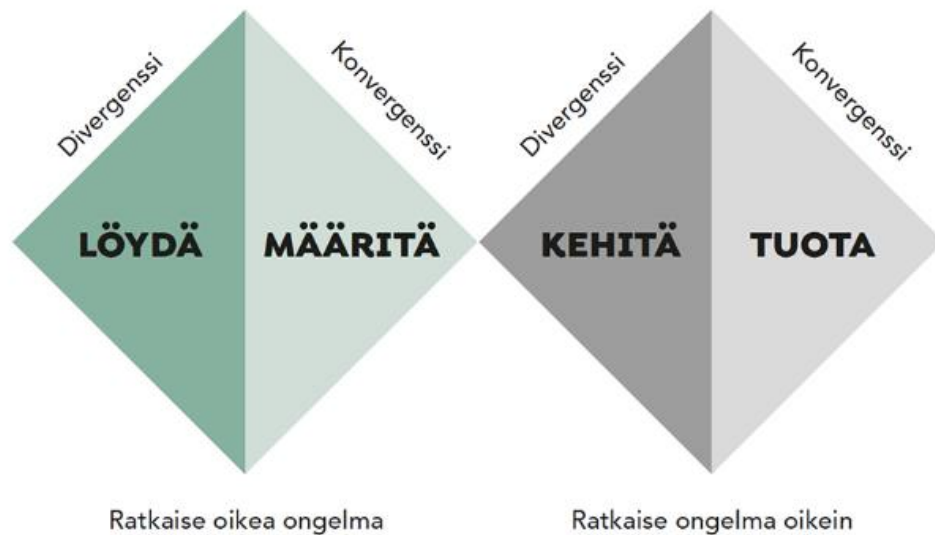 Divergenssi
Konvergenssi
Divergenssi
Konvergenssi
LÖYDÄ
MÄÄRITÄ
KEHITÄ
TUOTA
Ratkaise oikea ongelma
Ratkaise ongelma oikein